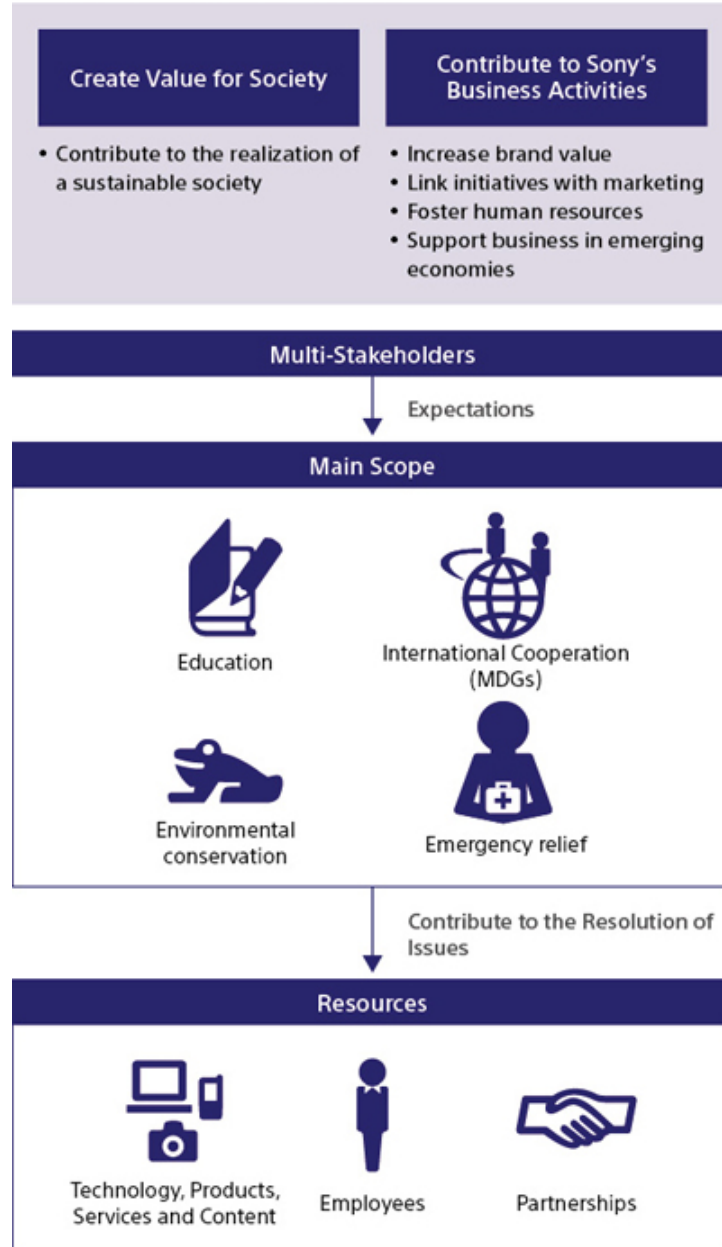 Create Value for Society
• Contribute to the realization of
a sustainable society
Contribute to Sony's
Business Activities
• Increase brand value
• Link initiatives with marketing
• Foster human resources
• Support business in emerging
economies
Multi-Stakeholders
Expectations
Main Scope
Education
International Cooperation
(MDGs)
Environmental
conservation
Emergency relief
Contribute to the Resolution of
Issues
Resources
Technology, Products,
Services and Content
Employees
Partnerships